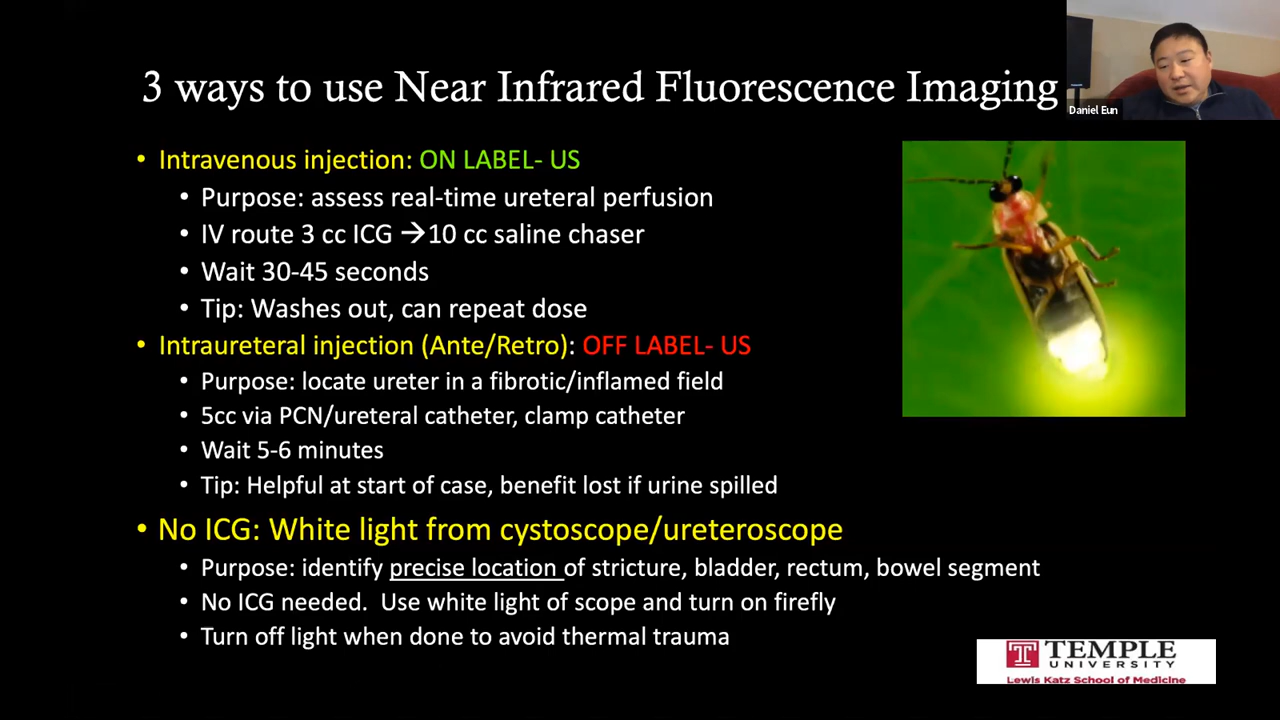 3 ways to use Near Infrared Fluorescence Imaging
Daniel Eun
• Intravenous injection: ON LABEL- US
• Purpose: assess real-time ureteral perfusion
• IV route 3 cc ICG →10 cc saline chaser
• Wait 30-45 seconds
• Tip: Washes out, can repeat dose
• Intraureteral injection (Ante/Retro): OFF LABEL- US
• Purpose: locate ureter in a fibrotic/inflamed field
• 5cc via PCN/ureteral catheter, clamp catheter
• Wait 5-6 minutes
• Tip: Helpful at start of case, benefit lost if urine spilled
• No ICG: White light from cystoscope/ureteroscope
• Purpose: identify precise location of stricture, bladder, rectum, bowel segment
• No ICG needed. Use white light of scope and turn on firefly
• Turn off light when done to avoid thermal trauma
T TEMPLE
UNIVERSITY
Lewis Katz School of Medicine